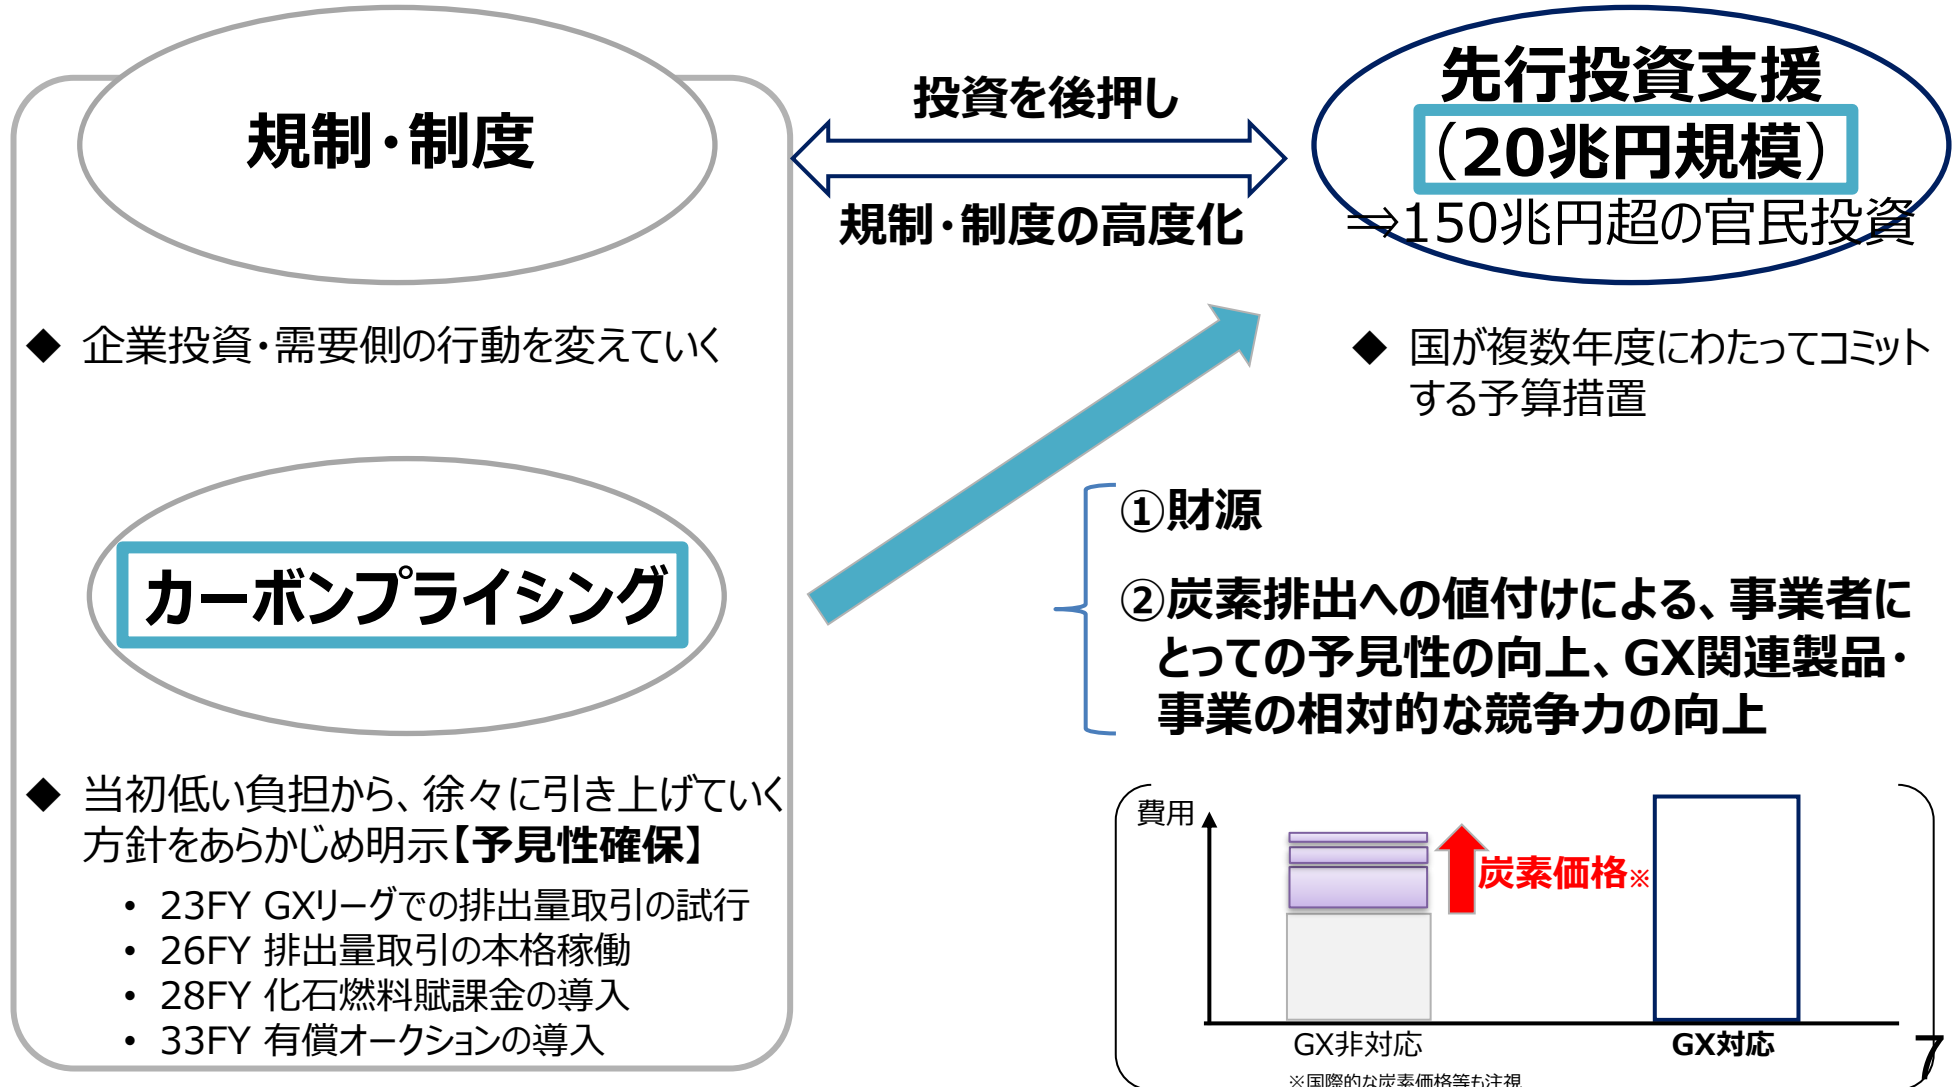 規制・制度
◆ 企業投資・需要側の行動を変えていく
カーボンプライシング
◆ 当初低い負担から、徐々に引き上げていく
方針をあらかじめ明示【予見性確保】
• 23FY GXリーグでの排出量取引の試行
• 26FY 排出量取引の本格稼働
• 28FY 化石燃料賦課金の導入
• 33FY 有償オークションの導入
投資を後押し
規制・制度の高度化
先行投資支援
（20兆円規模）
⇒150兆円超の官民投資
◆ 国が複数年度にわたってコミット
する予算措置
①財源
②炭素排出への値付けによる、事業者に
とっての予見性の向上、GX関連製品・
事業の相対的な競争力の向上
費用
炭素価格※
GX非対応
GX対応
※国際的な炭素価格等も注視
7